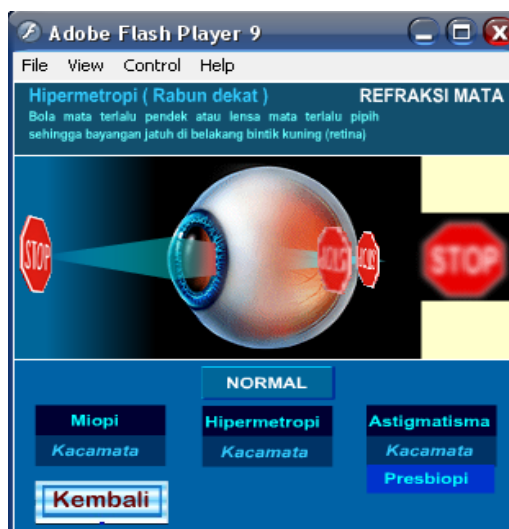 Adobe Flash Player 9
File View Control Help
Hipermetropi ( Rabun dekat )
REFRAKSI MATA
Bola mata terlalu pendek atau lensa mata terlalu pipih
sehingga bayangan jatuh di belakang bintik kuning (retina)
STOP
STOP
STOP
STOP
NORMAL
Miopi
Kacamata
Hipermetropi
Kacamata
Astigmatisma
Kacamata
Presbiopi
Kembali